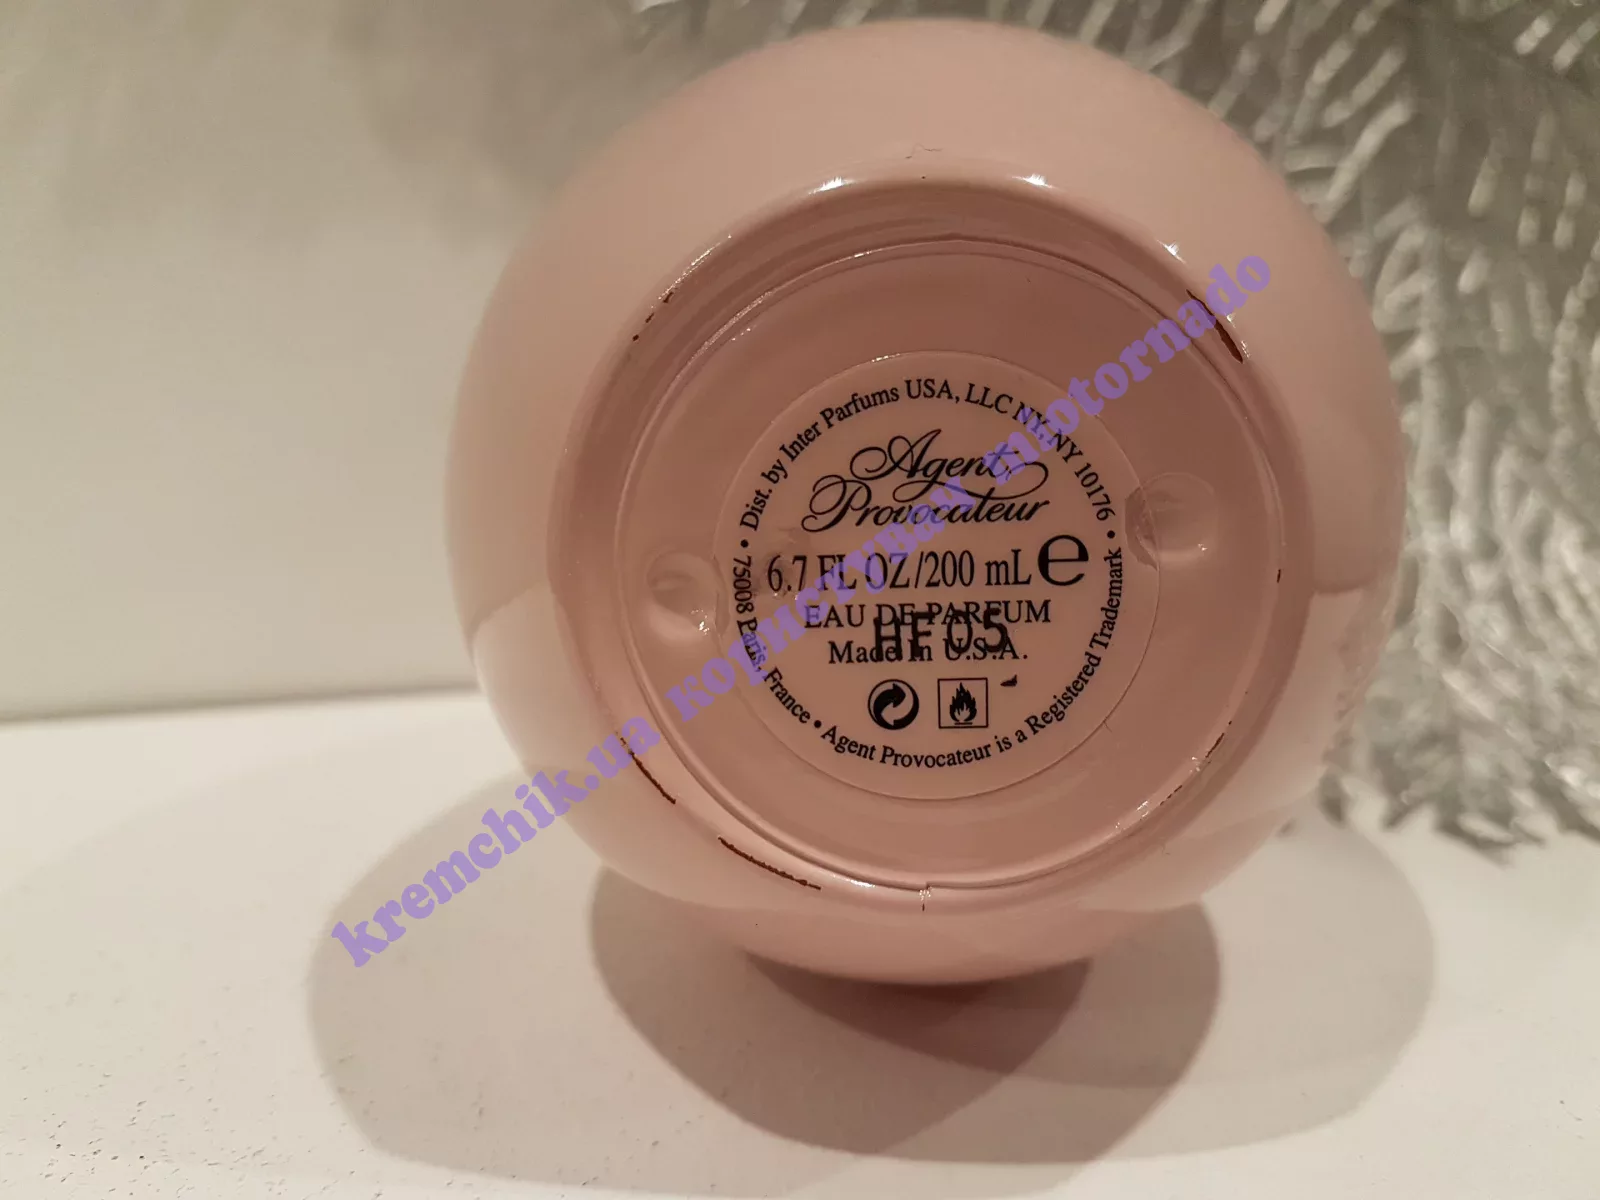 Dist. by Inter Parfums USA, LLC NY, NY 10176 •
Agent
Provocateur
6.7 FL OZ/200 mL e
EAU DE PARFUM
HF05
Made in U.S.A.
• 75008 Paris, France • Agent Provocateur is a Registered Trademark
kremchik.ua користувач